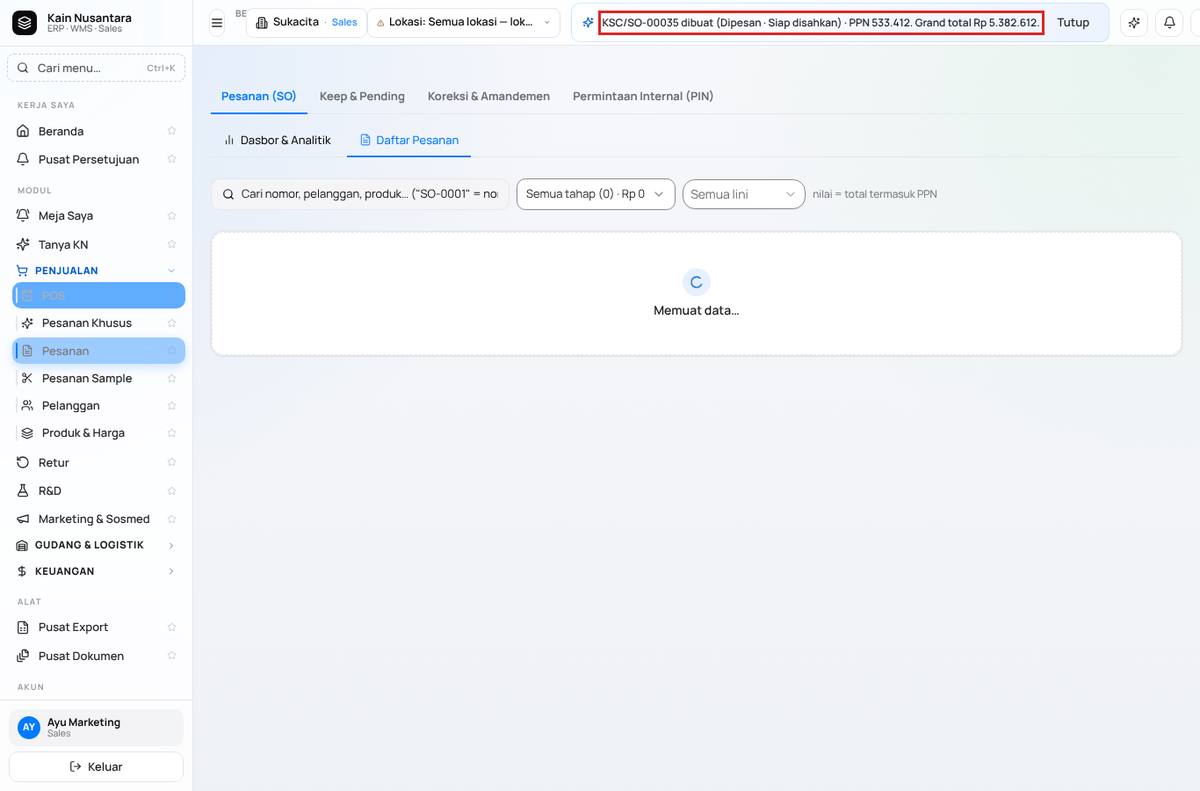 Kain Nusantara
ERP · WMS · Sales
Cari menu...
Ctrl+K
KERJA SAYA
Beranda
Pusat Persetujuan
MODUL
Meja Saya
Tanya KN
PENJUALAN
POS
Pesanan Khusus
Pesanan
Pesanan Sample
Pelanggan
Produk & Harga
Retur
R&D
Marketing & Sosmed
GUDANG & LOGISTIK
KEUANGAN
ALAT
Pusat Export
Pusat Dokumen
AKUN
AY
Ayu Marketing
Sales
Keluar
BE
Sukacita · Sales
Lokasi: Semua lokasi — lok...
KSC/SO-00035 dibuat (Dipesan · Siap disahkan) · PPN 533.412. Grand total Rp 5.382.612.
Tutup
Pesanan (SO)
Keep & Pending
Koreksi & Amandemen
Permintaan Internal (PIN)
Dasbor & Analitik
Daftar Pesanan
Cari nomor, pelanggan, produk... ("SO-0001" = no
Semua tahap (0) · Rp 0
Semua lini
nilai = total termasuk PPN
Memuat data...